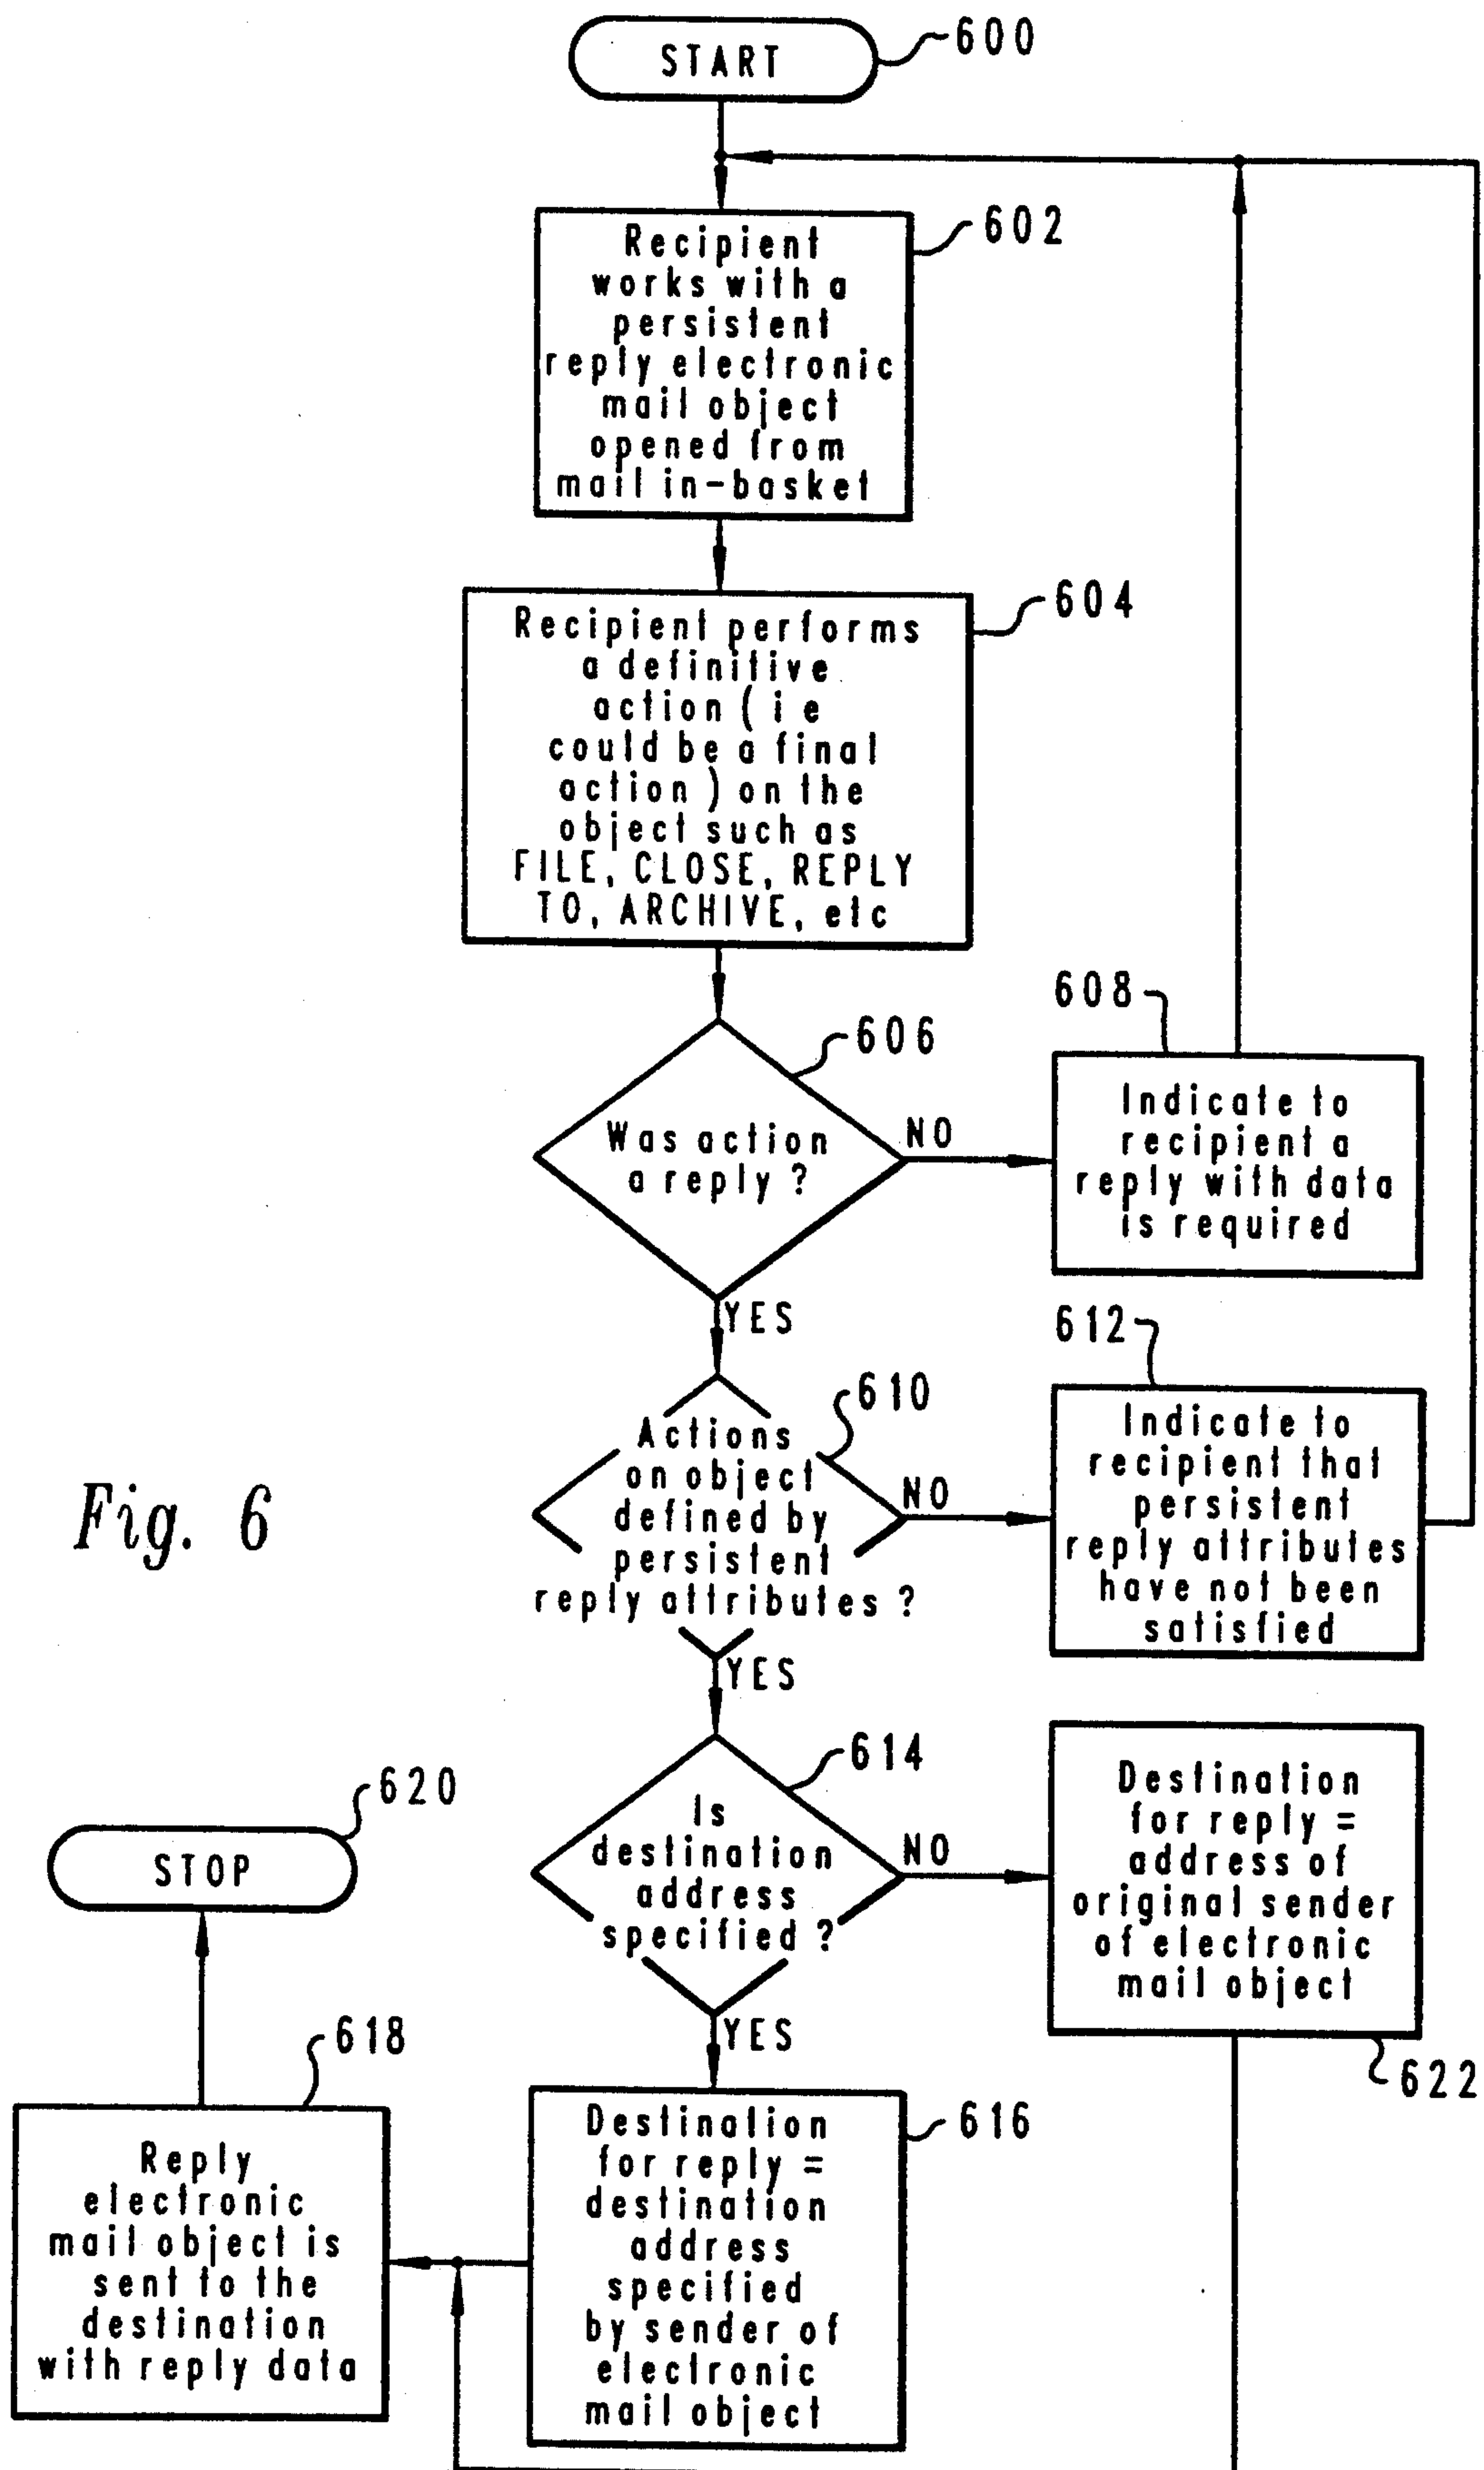 START
600
602
Recipient
works with a
persistent
reply electronic
mail object
opened from
mail in-basket
604
Recipient performs
a definitive
action ( i e
could be a final
action ) on the
object such as
FILE, CLOSE, REPLY
TO, ARCHIVE, etc
606
Was action
a reply ?
NO
YES
608
Indicate to
recipient a
reply with data
is required
610
Actions
on object
defined by
persistent
reply attributes ?
NO
YES
612
Indicate to
recipient that
persistent
reply attributes
have not been
satisfied
Fig. 6
614
Is
destination
address
specified ?
NO
YES
Destination
for reply =
address of
original sender
of electronic
mail object
622
620
STOP
616
Destination
for reply =
destination
address
specified
by sender of
electronic
mail object
618
Reply
electronic
mail object is
sent to the
destination
with reply data